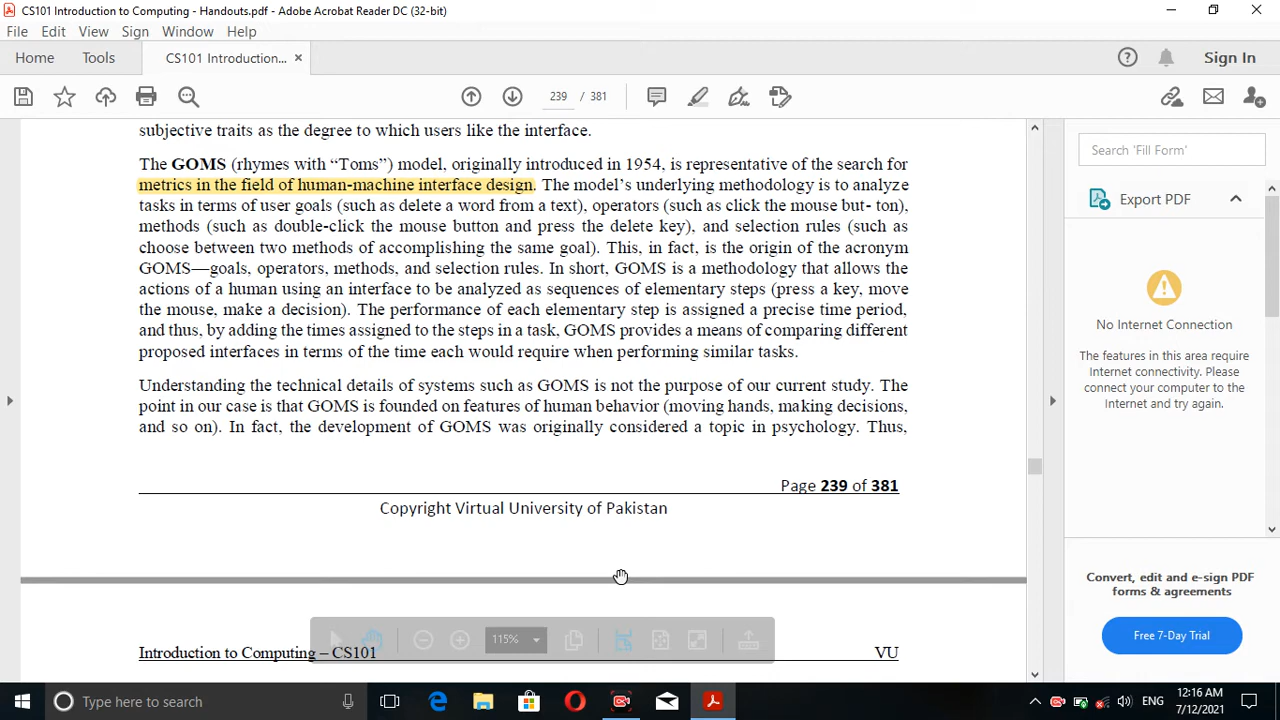 CS101 Introduction to Computing - Handouts.pdf - Adobe Acrobat Reader DC (32-bit)
File Edit View Sign Window Help
Home Tools CS101 Introduction... × Sign In
239 / 381
subjective traits as the degree to which users like the interface.
The GOMS (rhymes with “Toms”) model, originally introduced in 1954, is representative of the search for
metrics in the field of human-machine interface design. The model’s underlying methodology is to analyze
tasks in terms of user goals (such as delete a word from a text), operators (such as click the mouse but- ton),
methods (such as double-click the mouse button and press the delete key), and selection rules (such as
choose between two methods of accomplishing the same goal). This, in fact, is the origin of the acronym
GOMS—goals, operators, methods, and selection rules. In short, GOMS is a methodology that allows the
actions of a human using an interface to be analyzed as sequences of elementary steps (press a key, move
the mouse, make a decision). The performance of each elementary step is assigned a precise time period,
and thus, by adding the times assigned to the steps in a task, GOMS provides a means of comparing different
proposed interfaces in terms of the time each would require when performing similar tasks.
Understanding the technical details of systems such as GOMS is not the purpose of our current study. The
point in our case is that GOMS is founded on features of human behavior (moving hands, making decisions,
and so on). In fact, the development of GOMS was originally considered a topic in psychology. Thus,
Page 239 of 381
Copyright Virtual University of Pakistan
Introduction to Computing – CS101 VU
115%
Search 'Fill Form'
Export PDF
No Internet Connection
The features in this area require
Internet connectivity. Please
connect your computer to the
Internet and try again.
Convert, edit and e-sign PDF
forms & agreements
Free 7-Day Trial
Type here to search
ENG
12:16 AM
7/12/2021